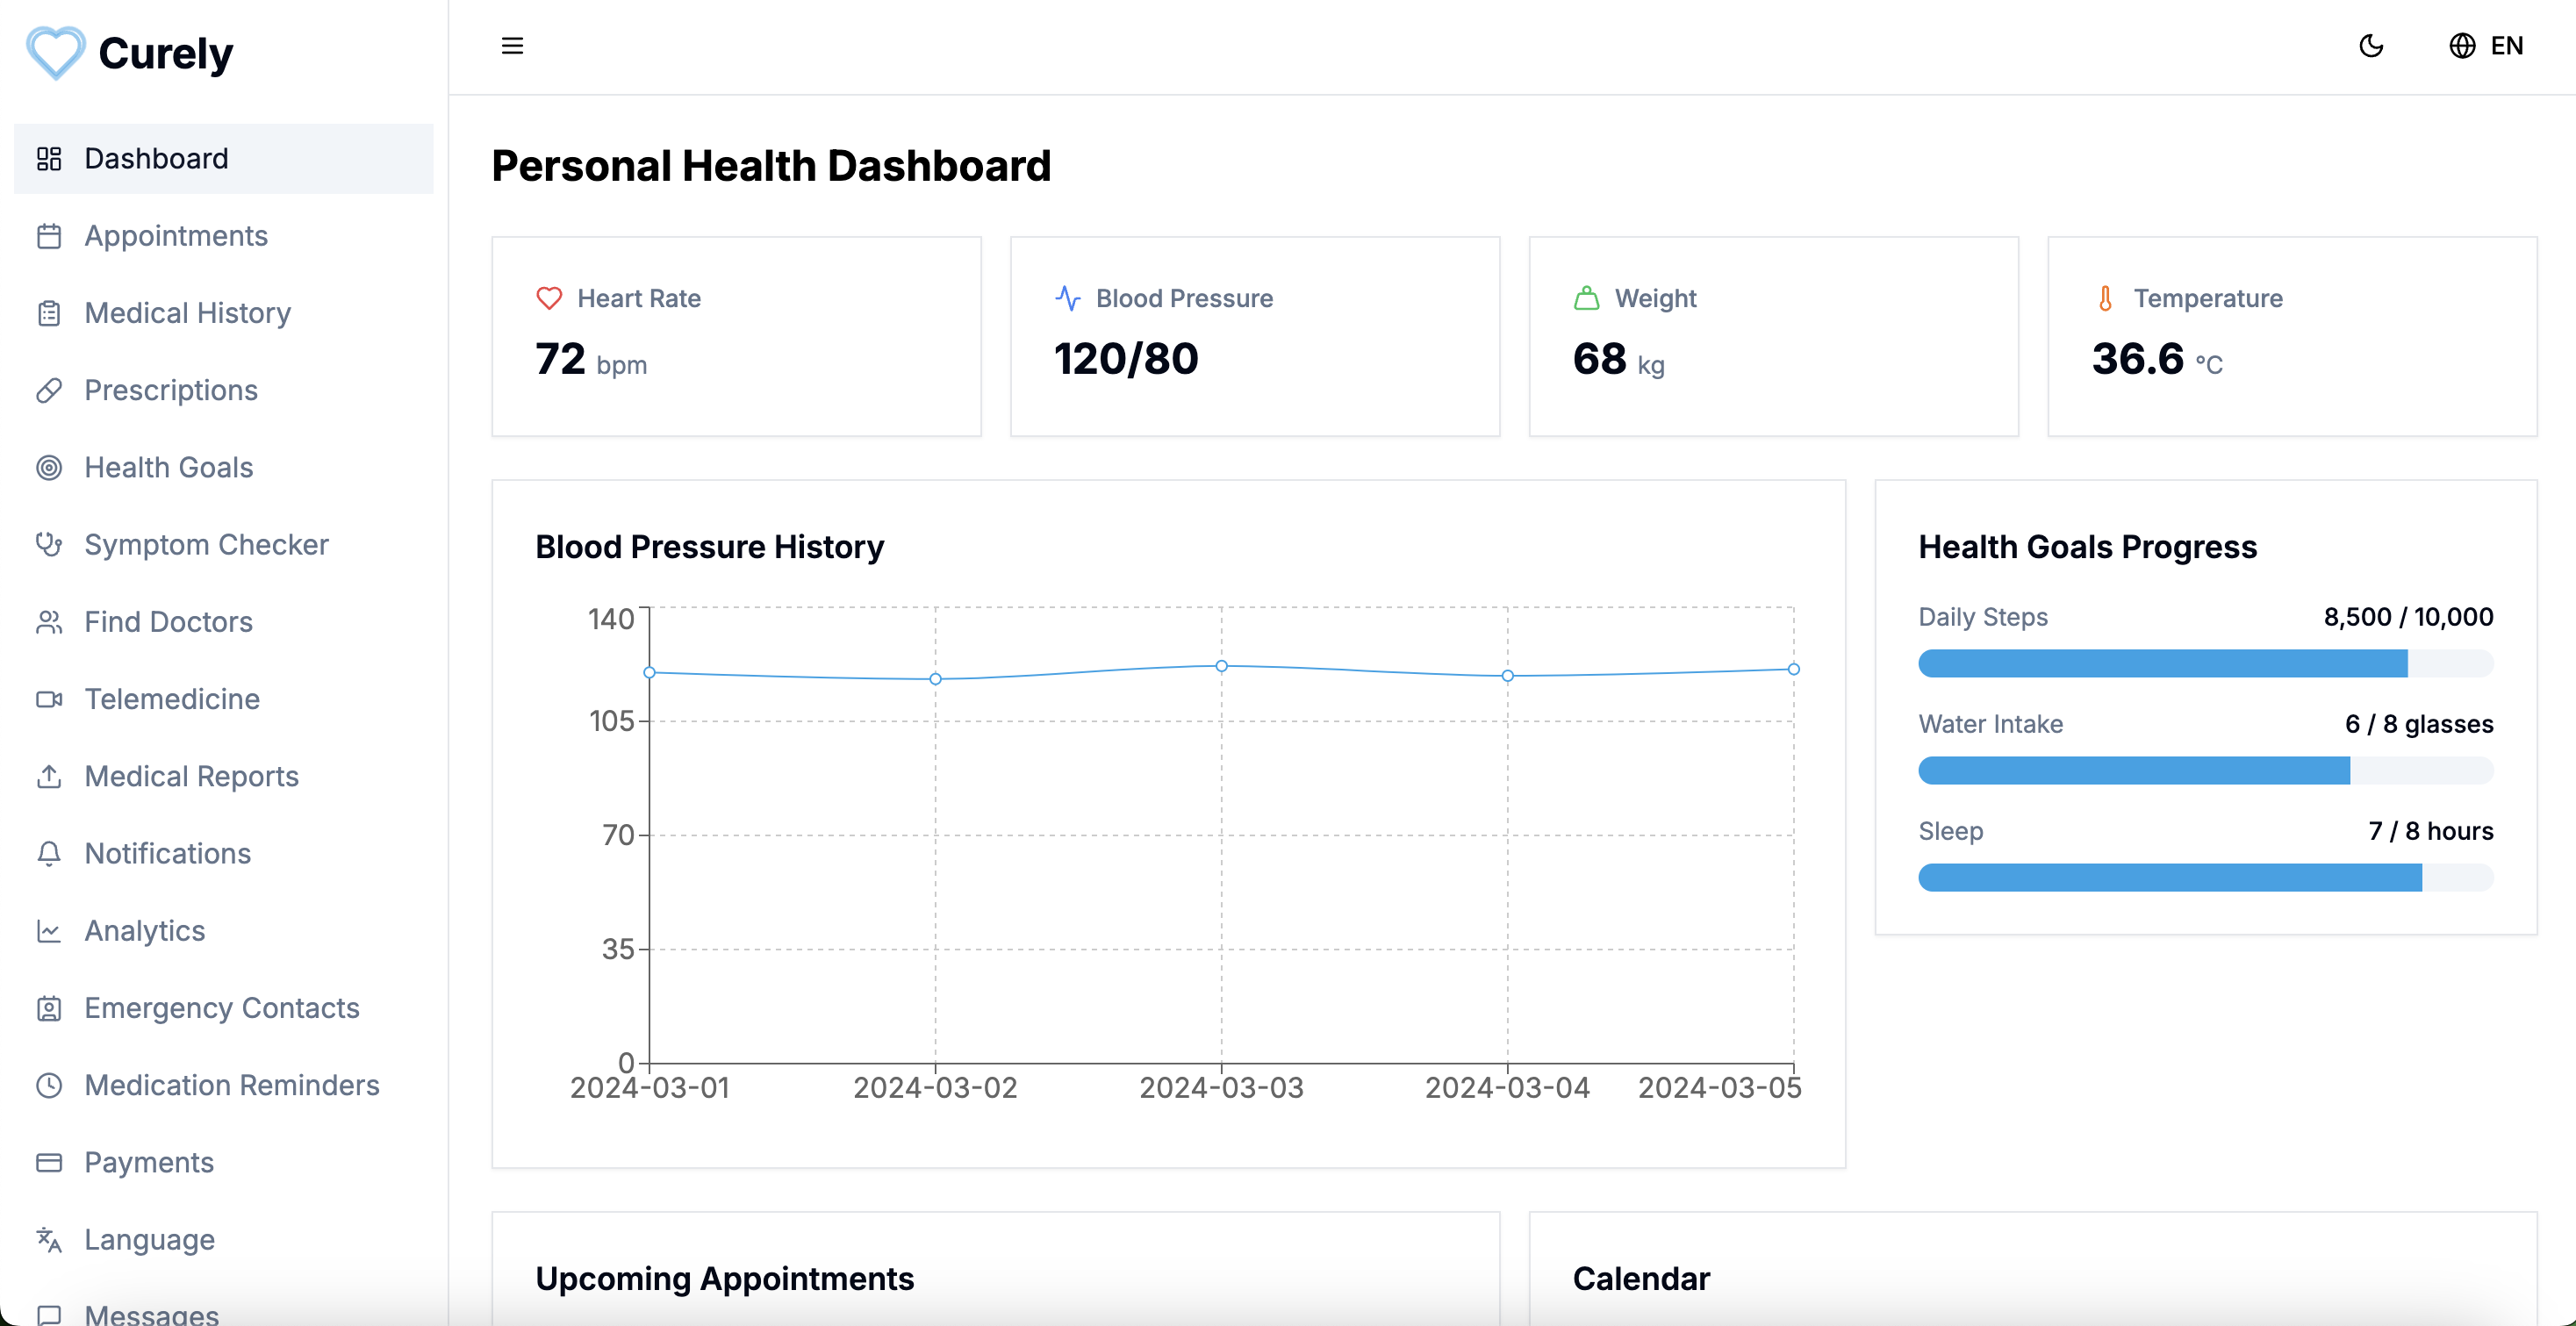 Curely
EN
Dashboard
Appointments
Medical History
Prescriptions
Health Goals
Symptom Checker
Find Doctors
Telemedicine
Medical Reports
Notifications
Analytics
Emergency Contacts
Medication Reminders
Payments
Language
Messages
Personal Health Dashboard
Heart Rate
72 bpm
Blood Pressure
120/80
Weight
68 kg
Temperature
36.6 °C
Blood Pressure History
140
105
70
35
0
2024-03-01 2024-03-02 2024-03-03 2024-03-04 2024-03-05
Health Goals Progress
Daily Steps 8,500 / 10,000
Water Intake 6 / 8 glasses
Sleep 7 / 8 hours
Upcoming Appointments
Calendar